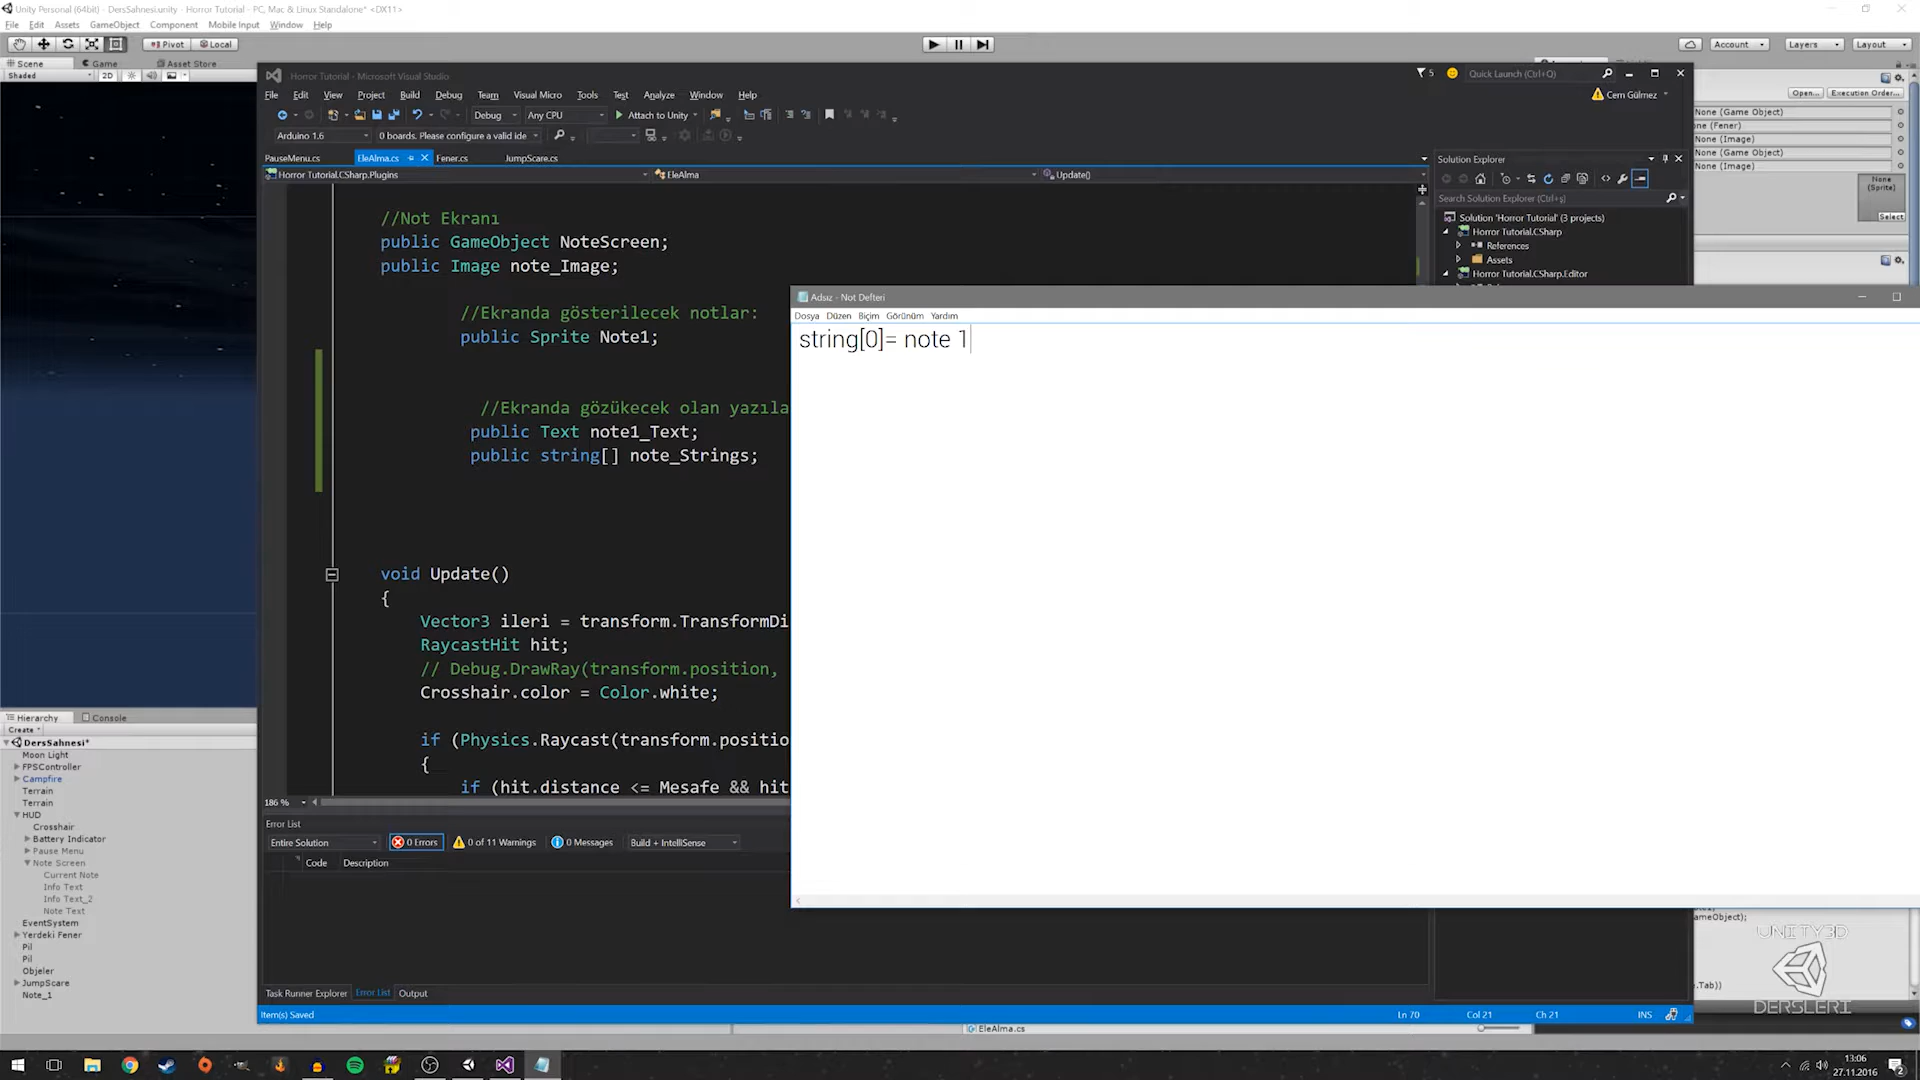 Unity Personal (64bit) - DersSahnesi.unity - Horror Tutorial - PC, Mac & Linux Standalone* <DX11>
File Edit Assets GameObject Component Mobile Input Window Help
Pivot Local
Account Layers Layout
Scene Game Asset Store
Shaded 2D
Horror Tutorial - Microsoft Visual Studio
5 Quick Launch (Ctrl+Q)
File Edit View Project Build Debug Team Visual Micro Tools Test Analyze Window Help
Cem Gülmez
Debug Any CPU Attach to Unity
Arduino 1.6 0 boards. Please configure a valid ide
PauseMenu.cs EleAlma.cs Fener.cs JumpScare.cs
Horror Tutorial.CSharp.Plugins EleAlma Update()
Open... Execution Order...
None (Game Object)
ne (Fener)
None (Image)
None (Game Object)
None (Image)
None
(Sprite)
Select
Solution Explorer
Search Solution Explorer (Ctrl+ş)
Solution 'Horror Tutorial' (3 projects)
Horror Tutorial.CSharp
References
Assets
Horror Tutorial.CSharp.Editor
//Not Ekranı
public GameObject NoteScreen;
public Image note_Image;
//Ekranda gösterilecek notlar:
public Sprite Note1;
//Ekranda gözükecek olan yazıla
public Text note1_Text;
public string[] note_Strings;
void Update()
{
Vector3 ileri = transform.TransformDi
RaycastHit hit;
// Debug.DrawRay(transform.position,
Crosshair.color = Color.white;
if (Physics.Raycast(transform.positio
{
if (hit.distance <= Mesafe && hit
186 %
Adsız - Not Defteri
Dosya Düzen Biçim Görünüm Yardım
string[0]= note 1
Error List
Entire Solution 0 Errors 0 of 11 Warnings 0 Messages Build + IntelliSense
Code Description
Task Runner Explorer Error List Output
Item(s) Saved Ln 70 Col 21 Ch 21 INS
Hierarchy Console
Create
DersSahnesi*
Moon Light
FPSController
Campfire
Terrain
Terrain
HUD
Crosshair
Battery Indicator
Pause Menu
Note Screen
Current Note
Info Text
Info Text_2
Note Text
EventSystem
Yerdeki Fener
Pil
Pil
Objeler
JumpScare
Note_1
ameObject);
.Tab))
UNITY3D
DERSLERİ
EleAlma.cs
13:06
27.11.2016
2